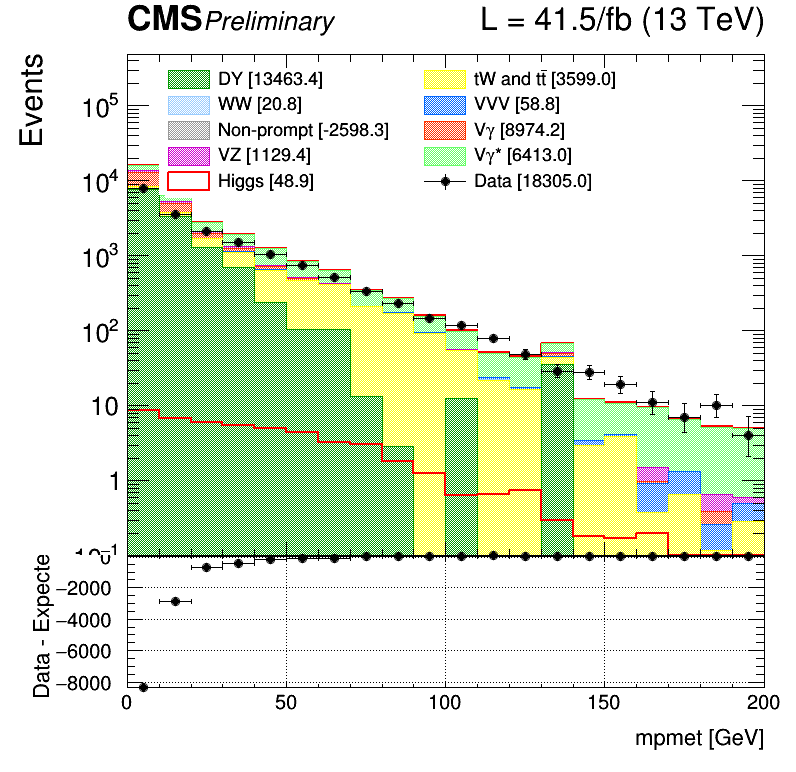 CMS Preliminary L = 41.5/fb (13 TeV)
Events
DY [13463.4] tW and tt̄ [3599.0]
WW [20.8] VVV [58.8]
Non-prompt [-2598.3] Vγ [8974.2]
VZ [1129.4] Vγ* [6413.0]
Higgs [48.9] Data [18305.0]
10⁵
10⁴
10³
10²
10
1
Data - Expecte
−2000
−4000
−6000
−8000
0 50 100 150 200
mpmet [GeV]